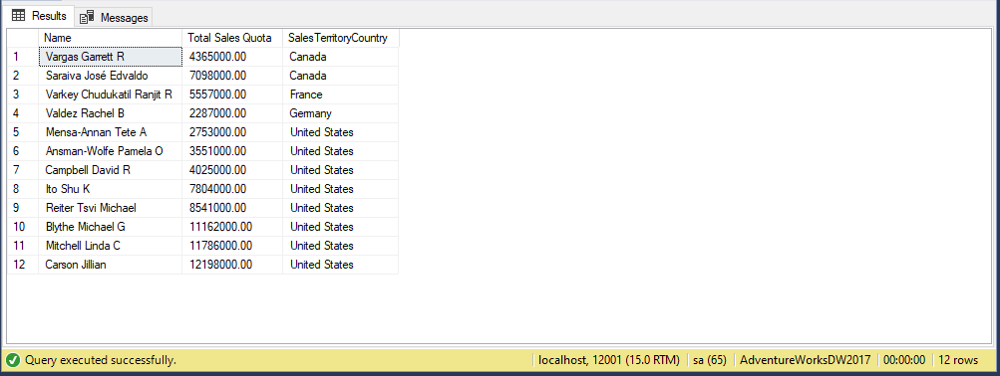 Results Messages
Name Total Sales Quota SalesTerritoryCountry
1 Vargas Garrett R 4365000.00 Canada
2 Saraiva José Edvaldo 7098000.00 Canada
3 Varkey Chudukatil Ranjit R 5557000.00 France
4 Valdez Rachel B 2287000.00 Germany
5 Mensa-Annan Tete A 2753000.00 United States
6 Ansman-Wolfe Pamela O 3551000.00 United States
7 Campbell David R 4025000.00 United States
8 Ito Shu K 7804000.00 United States
9 Reiter Tsvi Michael 8541000.00 United States
10 Blythe Michael G 11162000.00 United States
11 Mitchell Linda C 11786000.00 United States
12 Carson Jillian 12198000.00 United States
Query executed successfully. localhost, 12001 (15.0 RTM) sa (65) AdventureWorksDW2017 00:00:00 12 rows